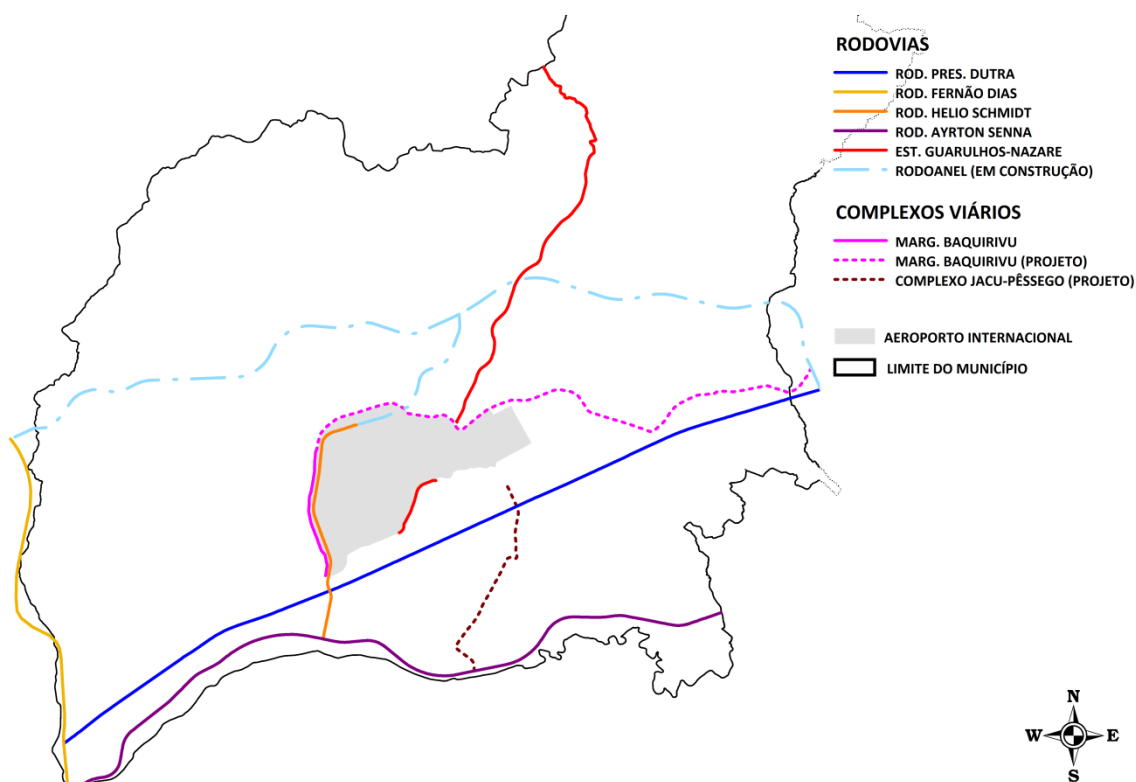 RODOVIAS
ROD. PRES. DUTRA
ROD. FERNÃO DIAS
ROD. HELIO SCHMIDT
ROD. AYRTON SENNA
EST. GUARULHOS-NAZARE
RODOANEL (EM CONSTRUÇÃO)
COMPLEXOS VIÁRIOS
MARG. BAQUIRIVU
MARG. BAQUIRIVU (PROJETO)
COMPLEXO JACU-PÊSSEGO (PROJETO)
AEROPORTO INTERNACIONAL
LIMITE DO MUNICÍPIO
N
W E
S